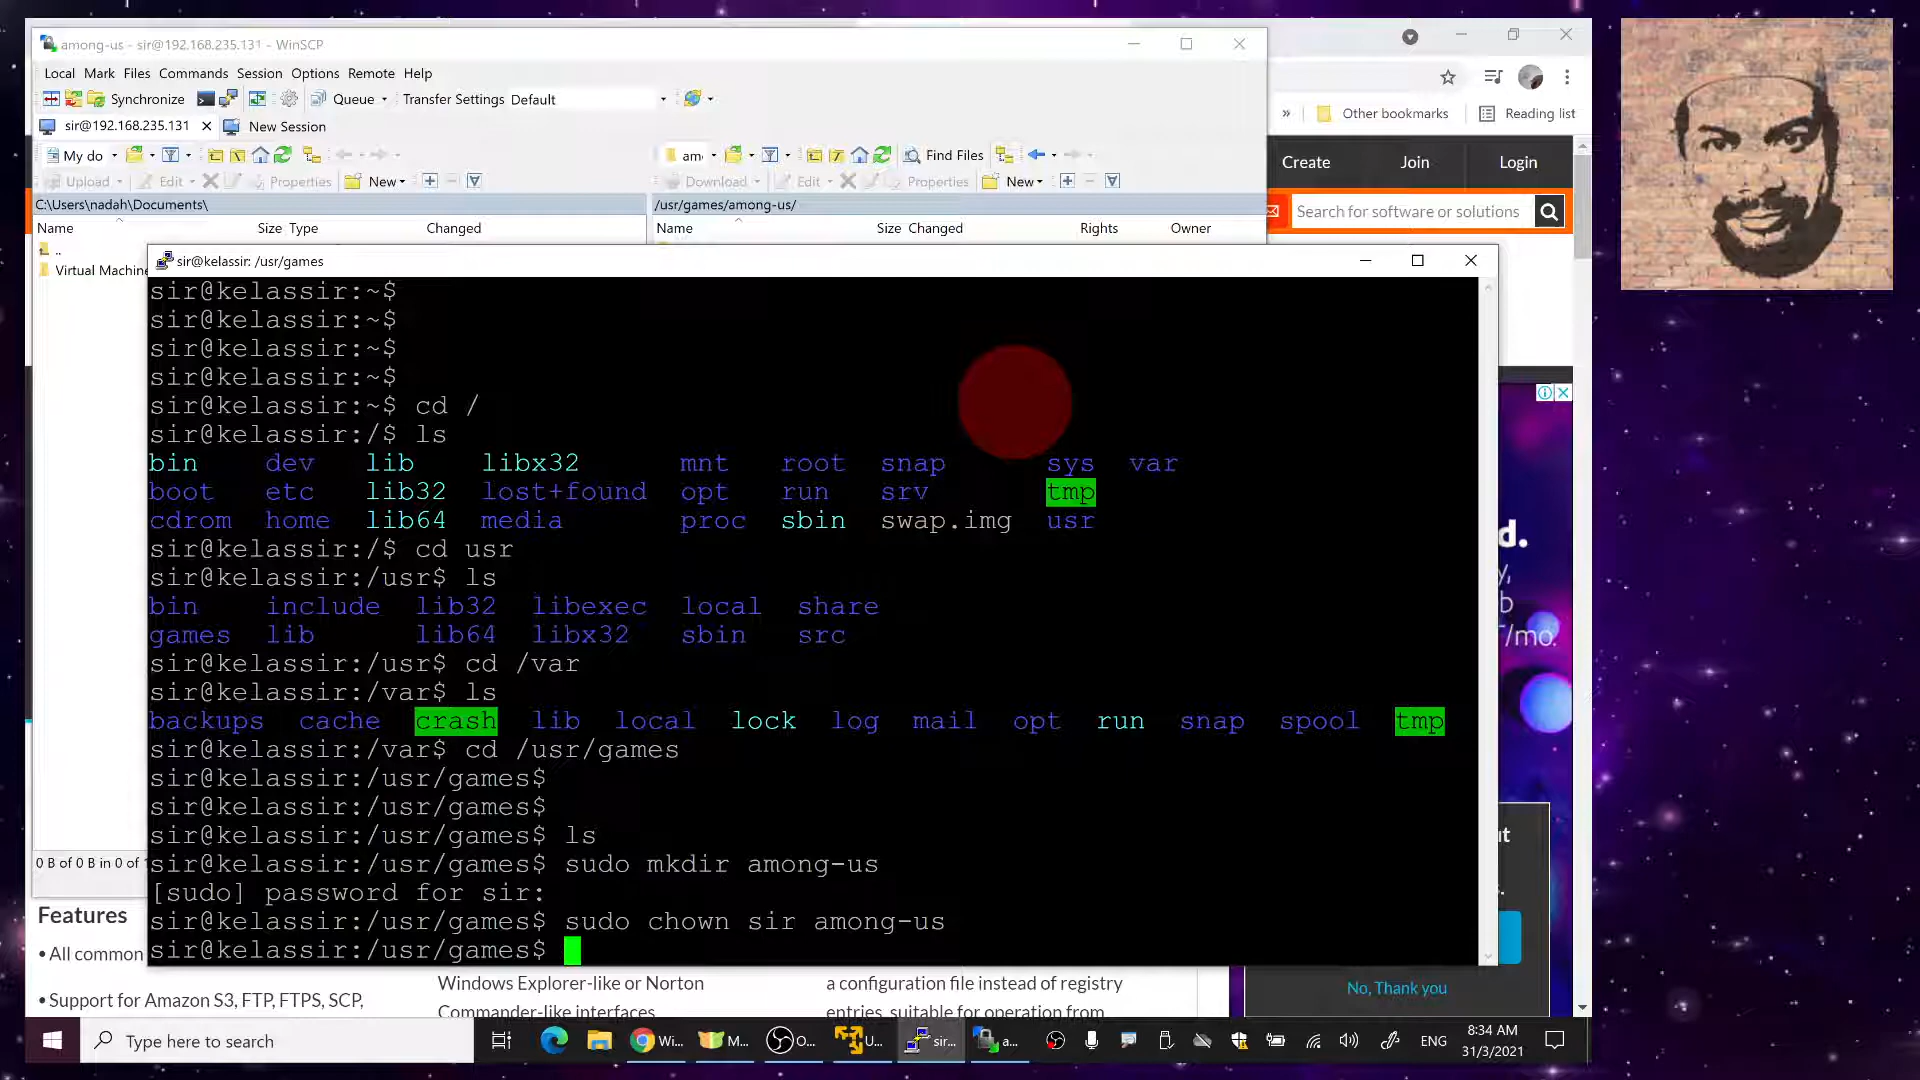 among-us - sir@192.168.235.131 - WinSCP
Local Mark Files Commands Session Options Remote Help
Synchronize Queue Transfer Settings Default
sir@192.168.235.131 New Session
My do am Find Files
Upload Edit Properties New Download Edit Properties New
C:\Users\nadah\Documents\ /usr/games/among-us/
Name Size Type Changed Name Size Changed Rights Owner
..
Virtual Machine
» Other bookmarks Reading list
Create Join Login
Search for software or solutions
sir@kelassir: /usr/games
sir@kelassir:~$
sir@kelassir:~$
sir@kelassir:~$
sir@kelassir:~$
sir@kelassir:~$ cd /
sir@kelassir:/$ ls
bin dev lib libx32 mnt root snap sys var
boot etc lib32 lost+found opt run srv tmp
cdrom home lib64 media proc sbin swap.img usr
sir@kelassir:/$ cd usr
sir@kelassir:/usr$ ls
bin include lib32 libexec local share
games lib lib64 libx32 sbin src
sir@kelassir:/usr$ cd /var
sir@kelassir:/var$ ls
backups cache crash lib local lock log mail opt run snap spool tmp
sir@kelassir:/var$ cd /usr/games
sir@kelassir:/usr/games$
sir@kelassir:/usr/games$
sir@kelassir:/usr/games$ ls
sir@kelassir:/usr/games$ sudo mkdir among-us
[sudo] password for sir:
sir@kelassir:/usr/games$ sudo chown sir among-us
sir@kelassir:/usr/games$
d.
y,
b
/mo.
0 B of 0 B in 0 of
Features
• All common
• Support for Amazon S3, FTP, FTPS, SCP,
Windows Explorer-like or Norton
Commander-like interfaces
a configuration file instead of registry
entries, suitable for operation from
No, Thank you
Type here to search
Wi... M... O... U... sir... a...
ENG
8:34 AM
31/3/2021